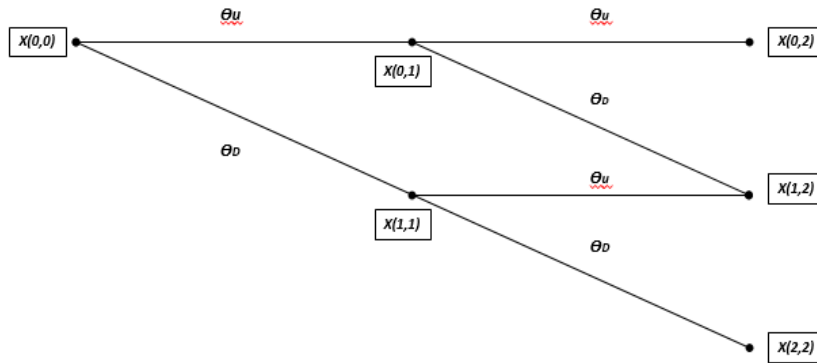 ϴu ϴu
X(0,0) X(0,2)
X(0,1)
ϴD
ϴD
ϴu
X(1,2)
X(1,1)
ϴD
X(2,2)